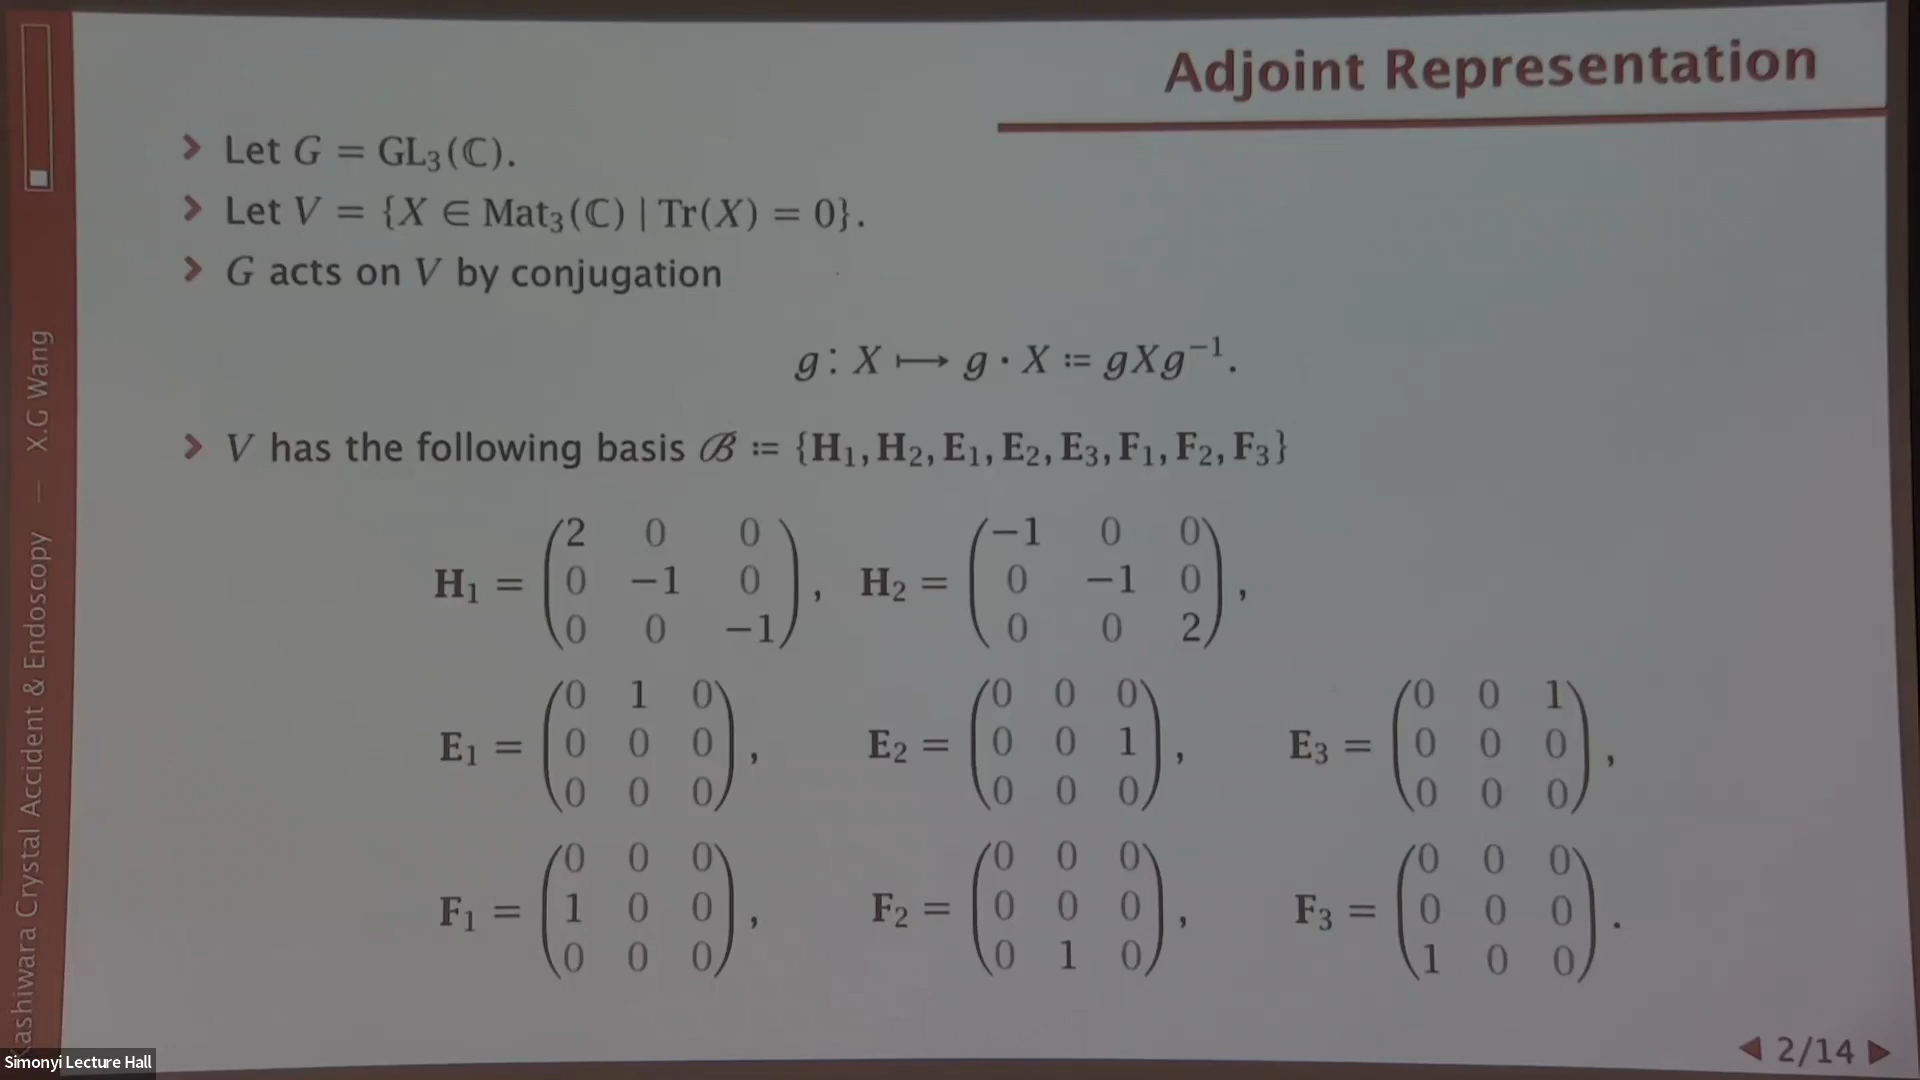 Adjoint Representation
Let G = GL₃(ℂ).
Let V = {X ∈ Mat₃(ℂ) | Tr(X) = 0}.
G acts on V by conjugation
g : X ⟼ g · X ≔ gXg⁻¹.
V has the following basis ℬ ≔ {H₁, H₂, E₁, E₂, E₃, F₁, F₂, F₃}
H₁ = (2 0 0; 0 −1 0; 0 0 −1), H₂ = (−1 0 0; 0 −1 0; 0 0 2),
E₁ = (0 1 0; 0 0 0; 0 0 0), E₂ = (0 0 0; 0 0 1; 0 0 0), E₃ = (0 0 1; 0 0 0; 0 0 0),
F₁ = (0 0 0; 1 0 0; 0 0 0), F₂ = (0 0 0; 0 0 0; 0 1 0), F₃ = (0 0 0; 0 0 0; 1 0 0).
Kashiwara Crystal Accident & Endoscopy — X.G Wang
2/14
Simonyi Lecture Hall